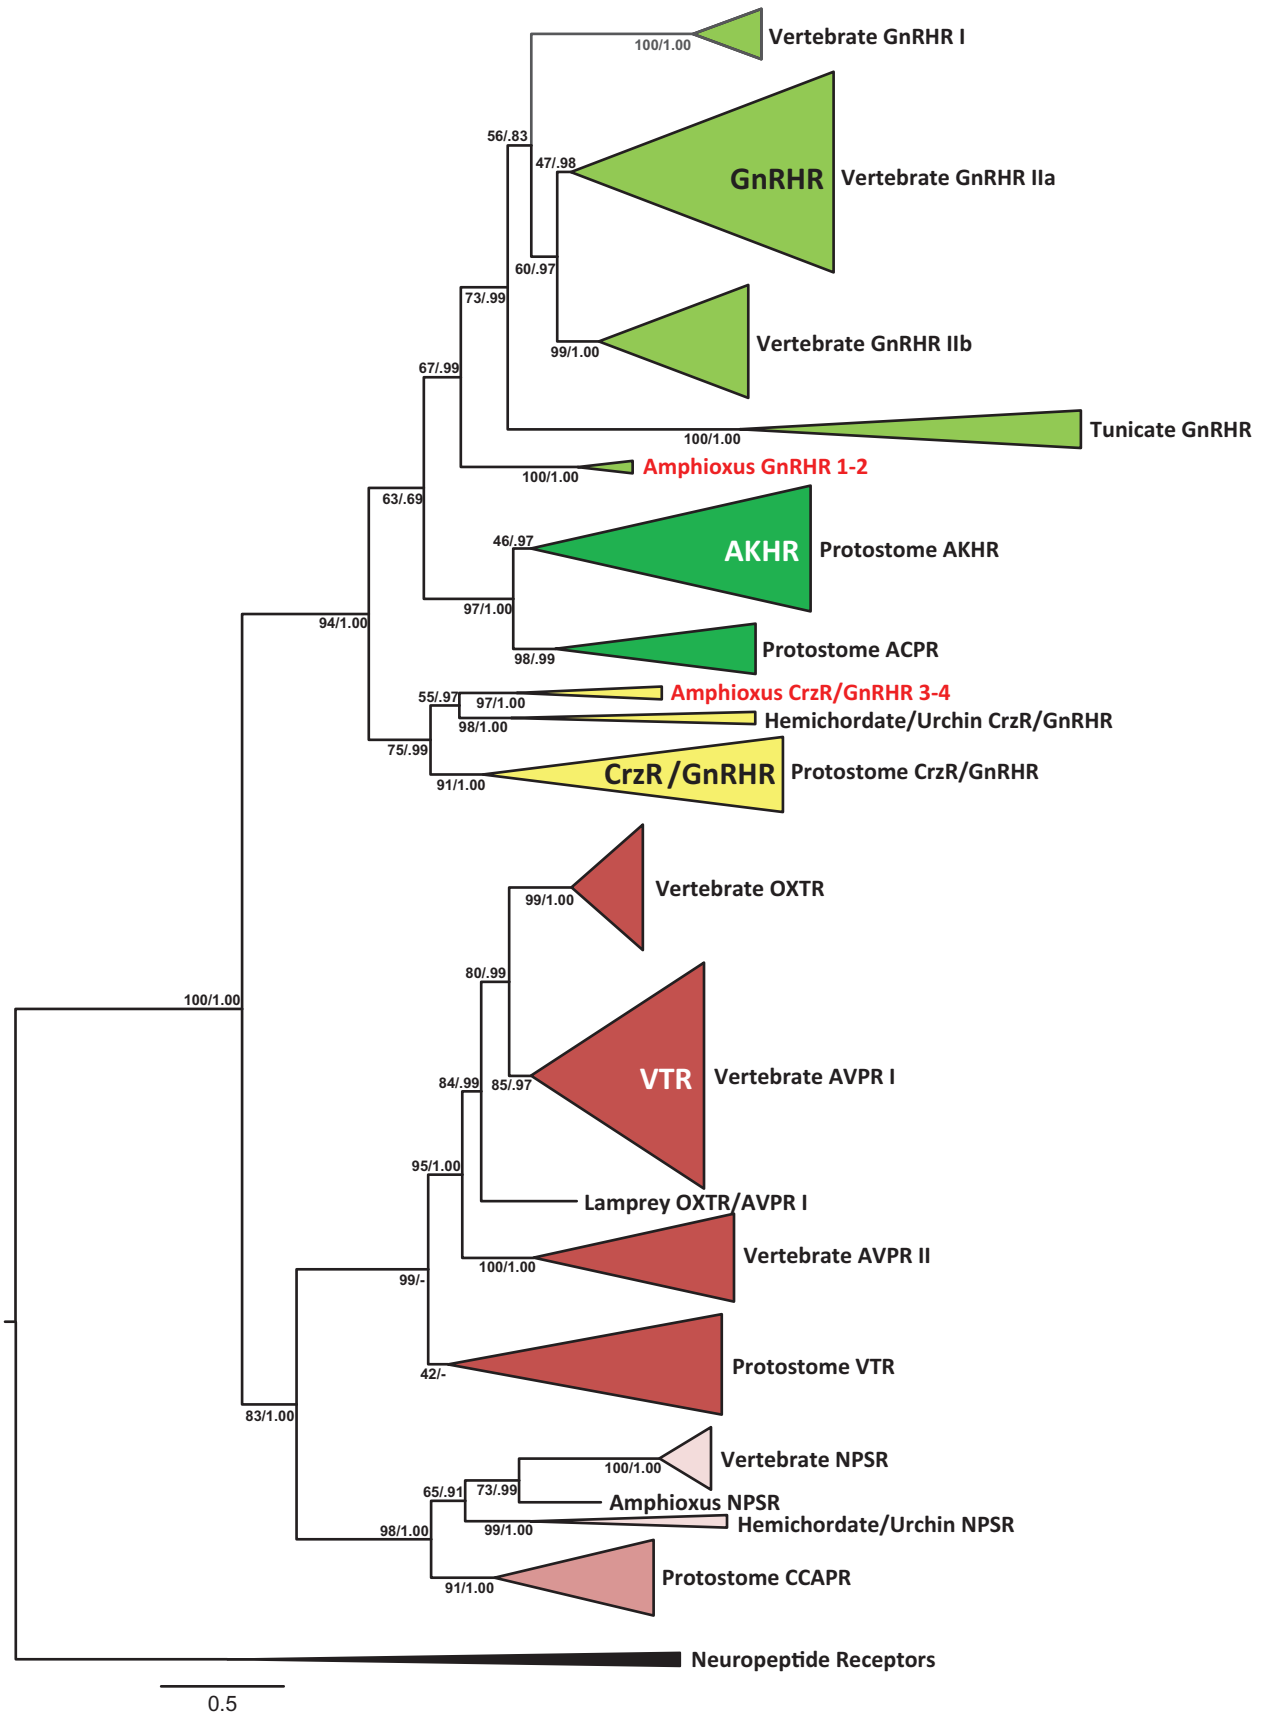 100/1.00
Vertebrate GnRHR I
56/.83
47/.98
GnRHR
Vertebrate GnRHR IIa
60/.97
73/.99
99/1.00
Vertebrate GnRHR IIb
67/.99
100/1.00
Tunicate GnRHR
100/1.00
Amphioxus GnRHR 1-2
63/.69
46/.97
AKHR
Protostome AKHR
97/1.00
94/1.00
98/.99
Protostome ACPR
55/.97
97/1.00
Amphioxus CrzR/GnRHR 3-4
98/1.00
Hemichordate/Urchin CrzR/GnRHR
75/.99
91/1.00
CrzR /GnRHR
Protostome CrzR/GnRHR
99/1.00
Vertebrate OXTR
80/.99
100/1.00
84/.99
85/.97
VTR
Vertebrate AVPR I
95/1.00
Lamprey OXTR/AVPR I
100/1.00
Vertebrate AVPR II
99/-
42/-
Protostome VTR
83/1.00
100/1.00
Vertebrate NPSR
65/.91
73/.99
Amphioxus NPSR
98/1.00
99/1.00
Hemichordate/Urchin NPSR
91/1.00
Protostome CCAPR
Neuropeptide Receptors
0.5